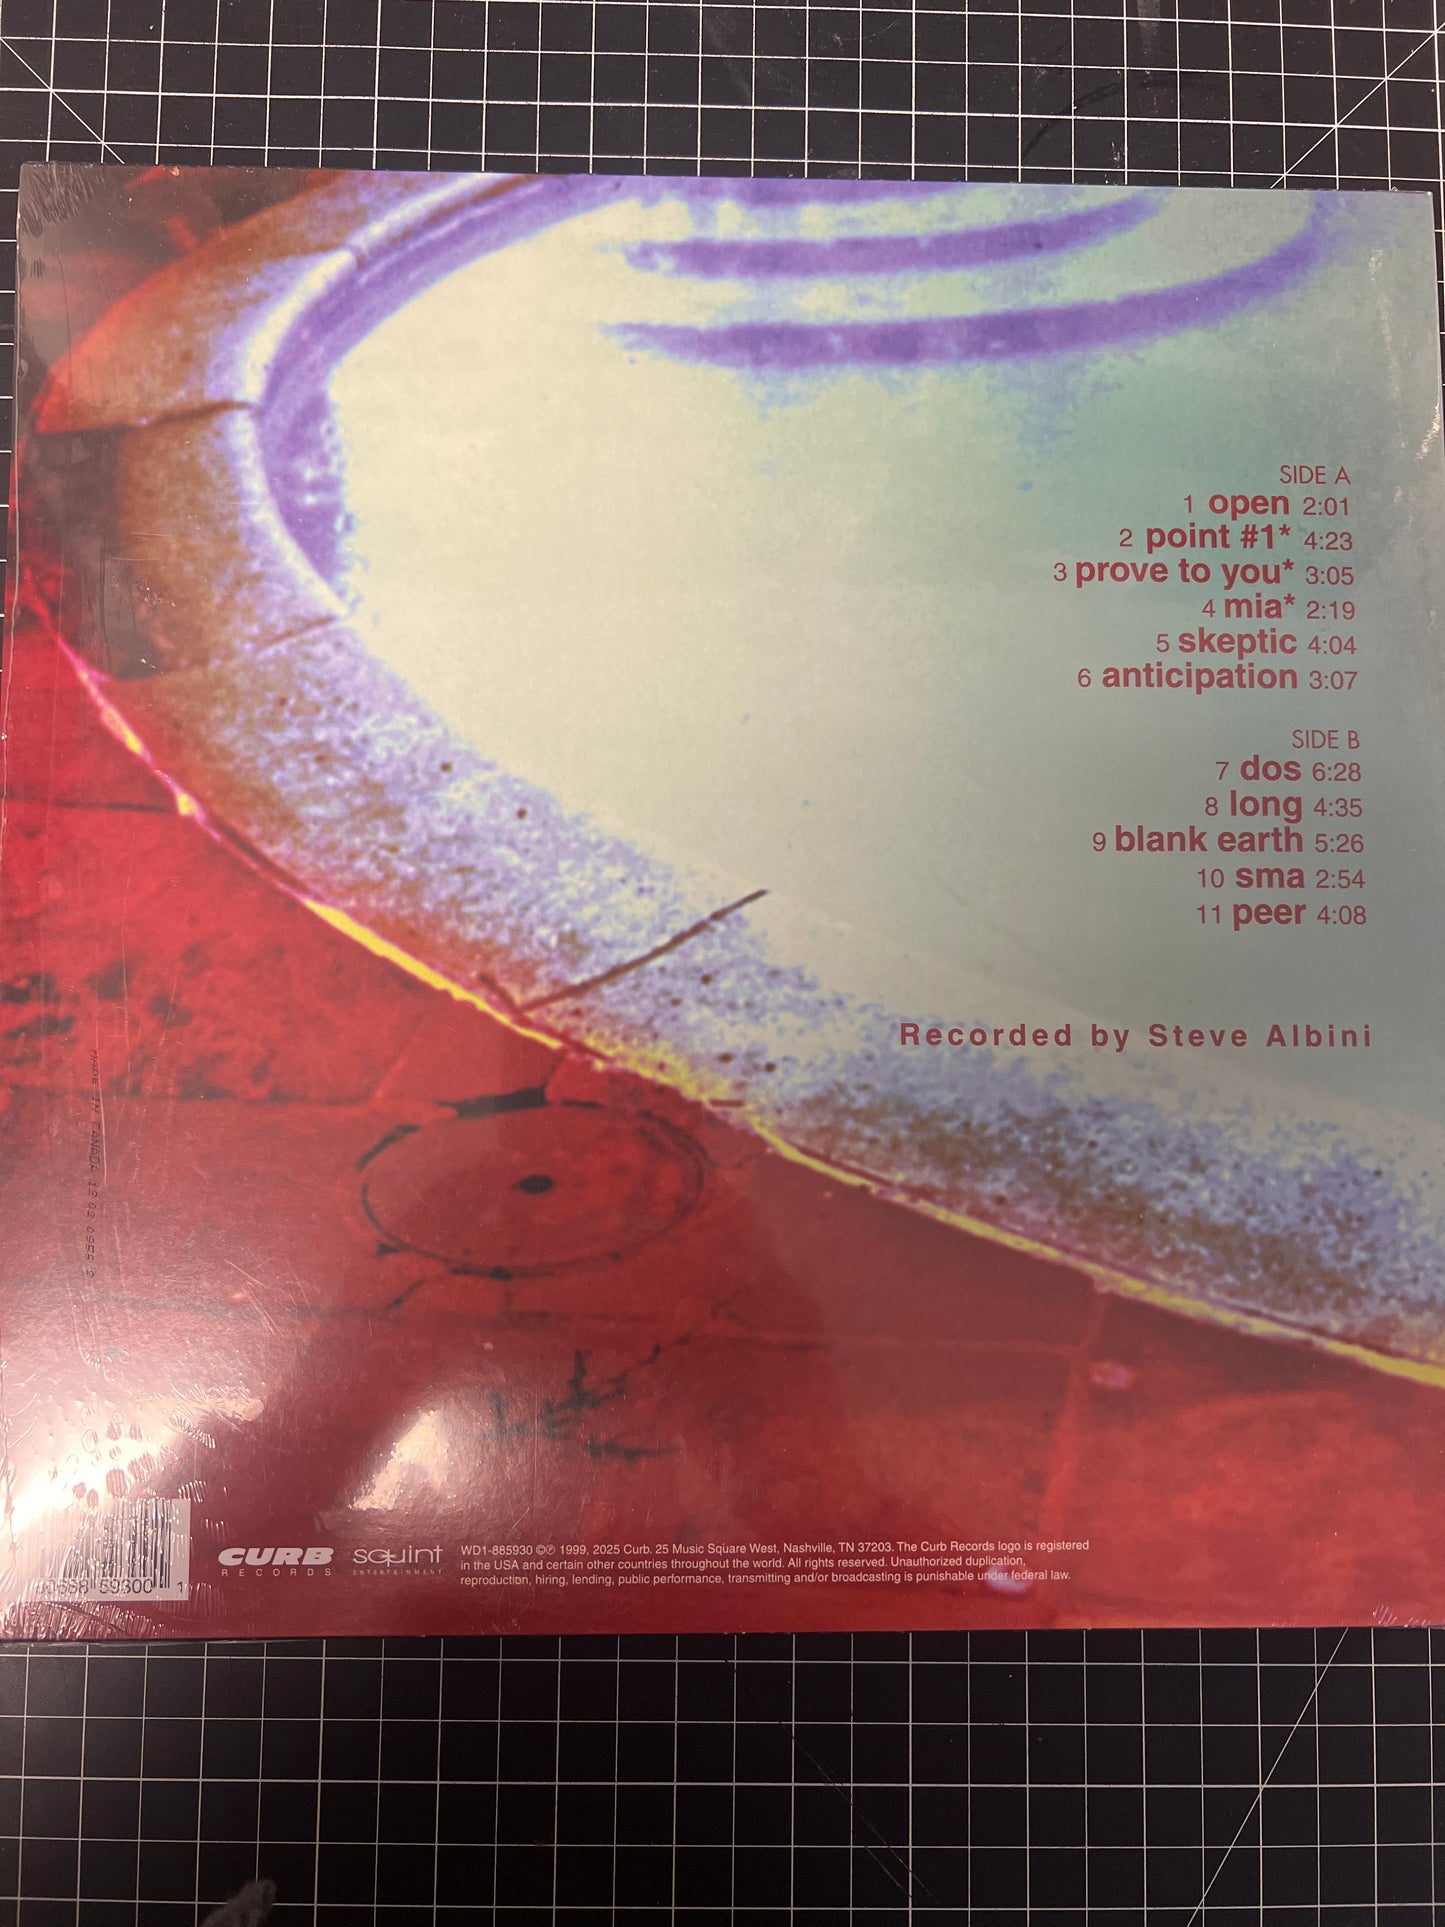 SIDE A
1 open 2:01
2 point #1* 4:23
3 prove to you* 3:05
4 mia* 2:19
5 skeptic 4:04
6 anticipation 3:07
SIDE B
7 dos 6:28
8 long 4:35
9 blank earth 5:26
10 sma 2:54
11 peer 4:08
Recorded by Steve Albini
MADE IN CANADA
CURB
RECORDS
squint
ENTERTAINMENT
WD1-885930 ©℗ 1999, 2025 Curb. 25 Music Square West, Nashville, TN 37203. The Curb Records logo is registered
in the USA and certain other countries throughout the world. All rights reserved. Unauthorized duplication,
reproduction, hiring, lending, public performance, transmitting and/or broadcasting is punishable under federal law.
59300 1